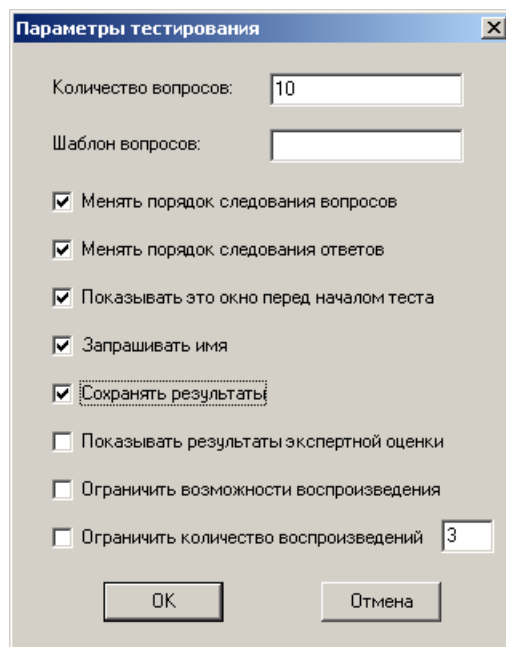 Параметры тестирования
Количество вопросов: 10
Шаблон вопросов:
Менять порядок следования вопросов
Менять порядок следования ответов
Показывать это окно перед началом теста
Запрашивать имя
Сохранять результаты
Показывать результаты экспертной оценки
Ограничить возможности воспроизведения
Ограничить количество воспроизведений 3
OK Отмена